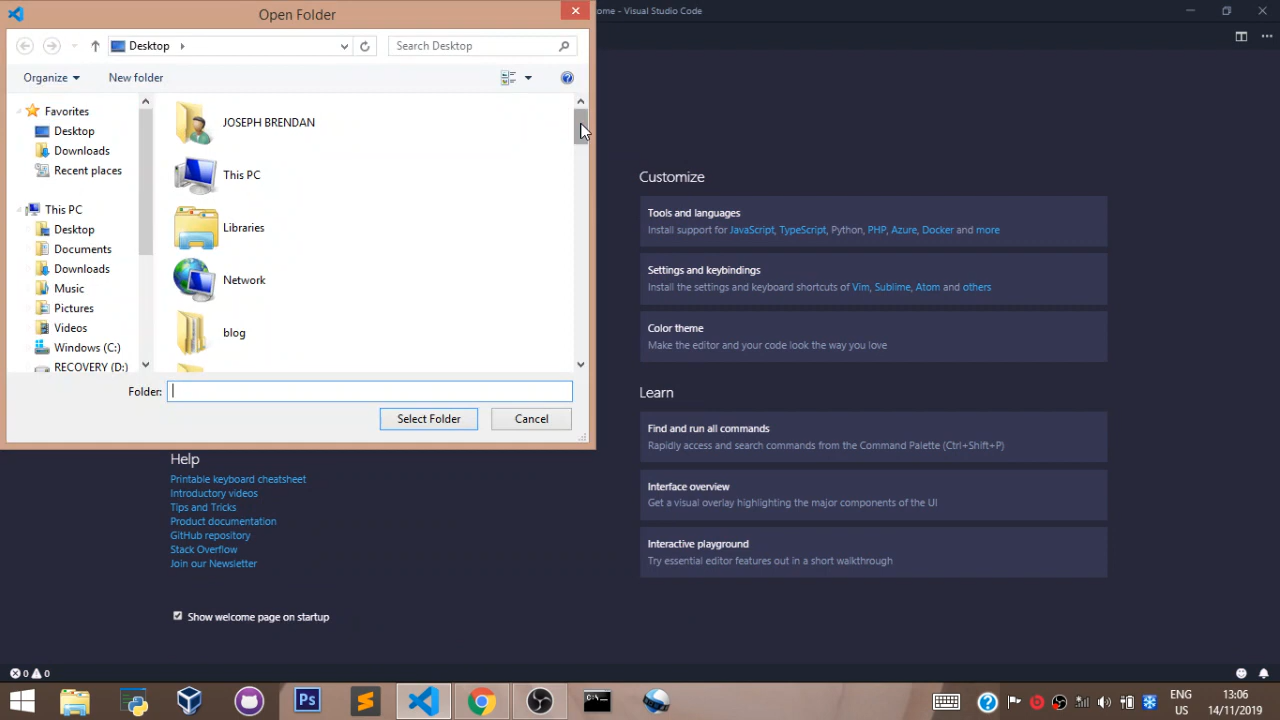 Open Folder
ome - Visual Studio Code
Desktop
Search Desktop
Organize
New folder
Favorites
Desktop
Downloads
Recent places
This PC
Desktop
Documents
Downloads
Music
Pictures
Videos
Windows (C:)
RECOVERY (D:)
JOSEPH BRENDAN
This PC
Libraries
Network
blog
Folder:
Select Folder
Cancel
Customize
Tools and languages
Install support for JavaScript, TypeScript, Python, PHP, Azure, Docker and more
Settings and keybindings
Install the settings and keyboard shortcuts of Vim, Sublime, Atom and others
Color theme
Make the editor and your code look the way you love
Learn
Find and run all commands
Rapidly access and search commands from the Command Palette (Ctrl+Shift+P)
Interface overview
Get a visual overlay highlighting the major components of the UI
Interactive playground
Try essential editor features out in a short walkthrough
Help
Printable keyboard cheatsheet
Introductory videos
Tips and Tricks
Product documentation
GitHub repository
Stack Overflow
Join our Newsletter
Show welcome page on startup
0 0
Ps
ENG
US
13:06
14/11/2019